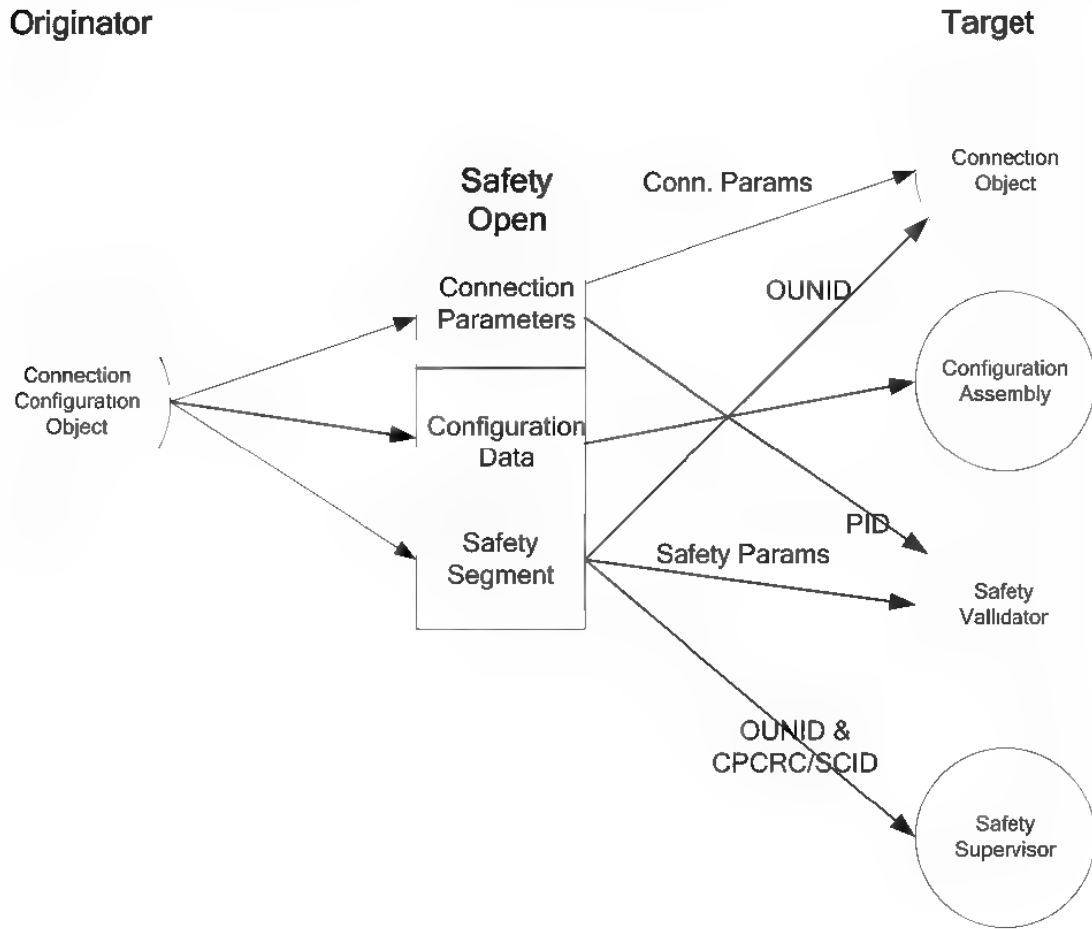 Originator
Target
Safety
Open
Conn. Params
Connection
Object
OUNID
Connection
Parameters
Connection
Configuration
Object
Configuration
Assembly
Configuration
Data
PID
Safety
Segment
Safety Params
Safety
Vallidator
OUNID &
CPCRC/SCID
Safety
Supervisor